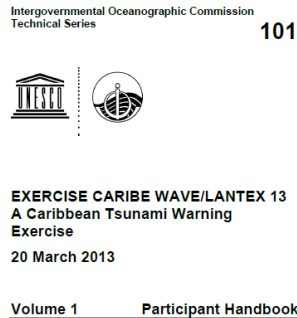 Intergovernmental Oceanographic Commission
Technical Series
101
UNESCO
EXERCISE CARIBE WAVE/LANTEX 13
A Caribbean Tsunami Warning
Exercise
20 March 2013
Volume 1 Participant Handbook